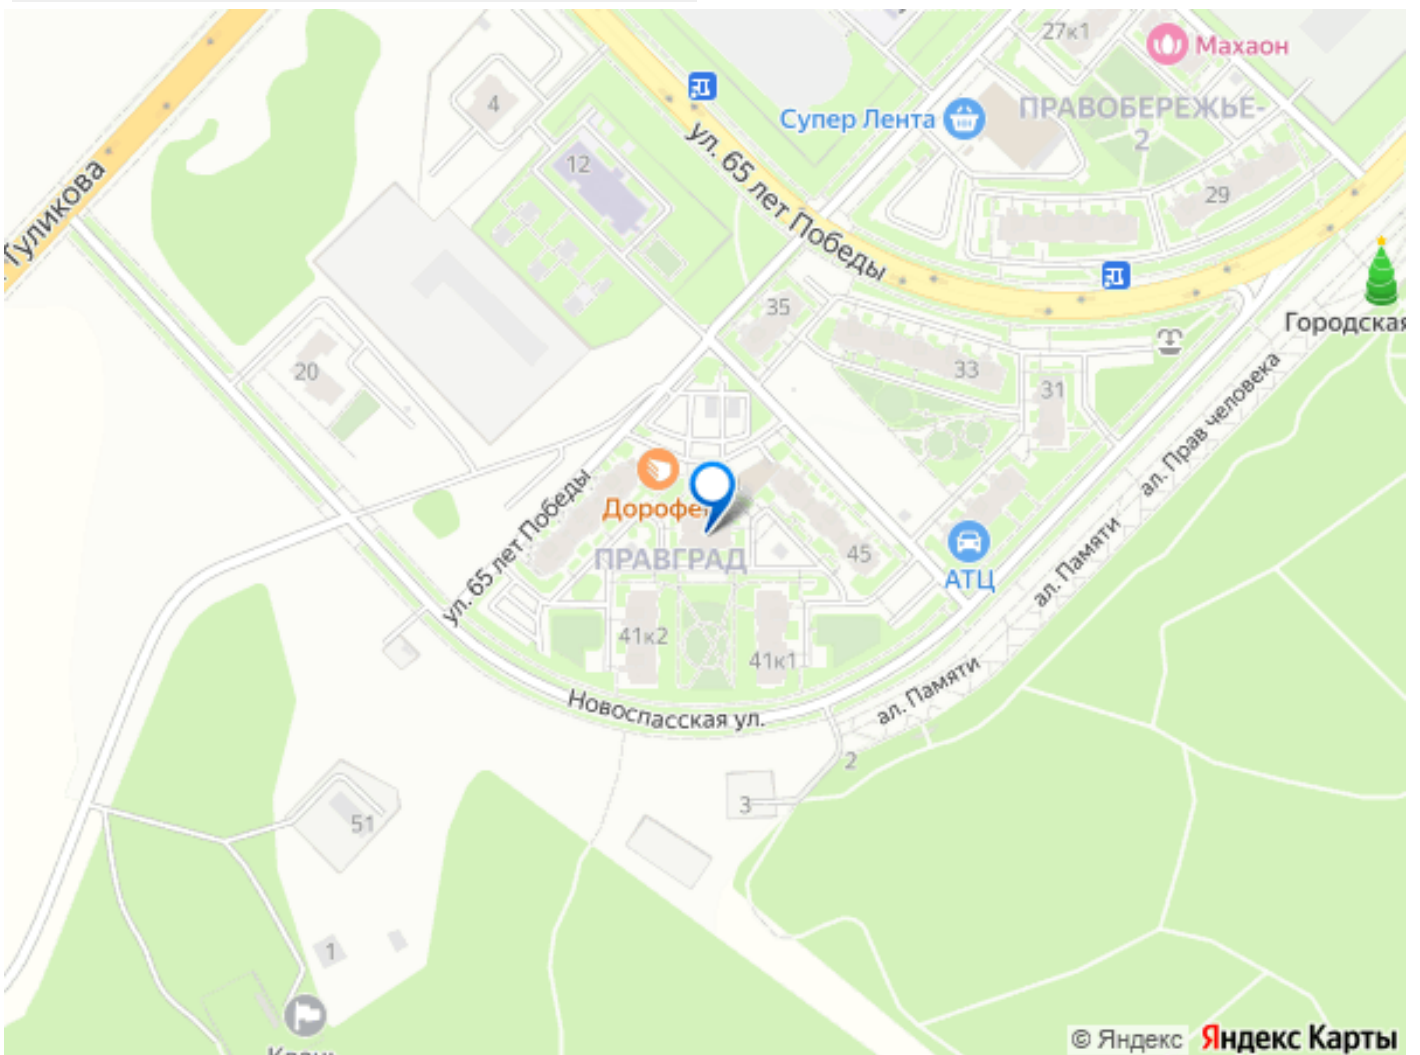 27к1
Махаон
4
Супер Лента
ПРАВОБЕРЕЖЬЕ-
2
12
ул. 65 лет Победы
29
Туликова
35
Городская
20
33
31
ал. Прав человека
ул. 65 лет Победы
Дорофе
ПРАВГРАД
45
АТЦ
ал. Памяти
41к2
41к1
ал. Памяти
Новоспасская ул.
2
3
51
1
© Яндекс Яндекс Карты